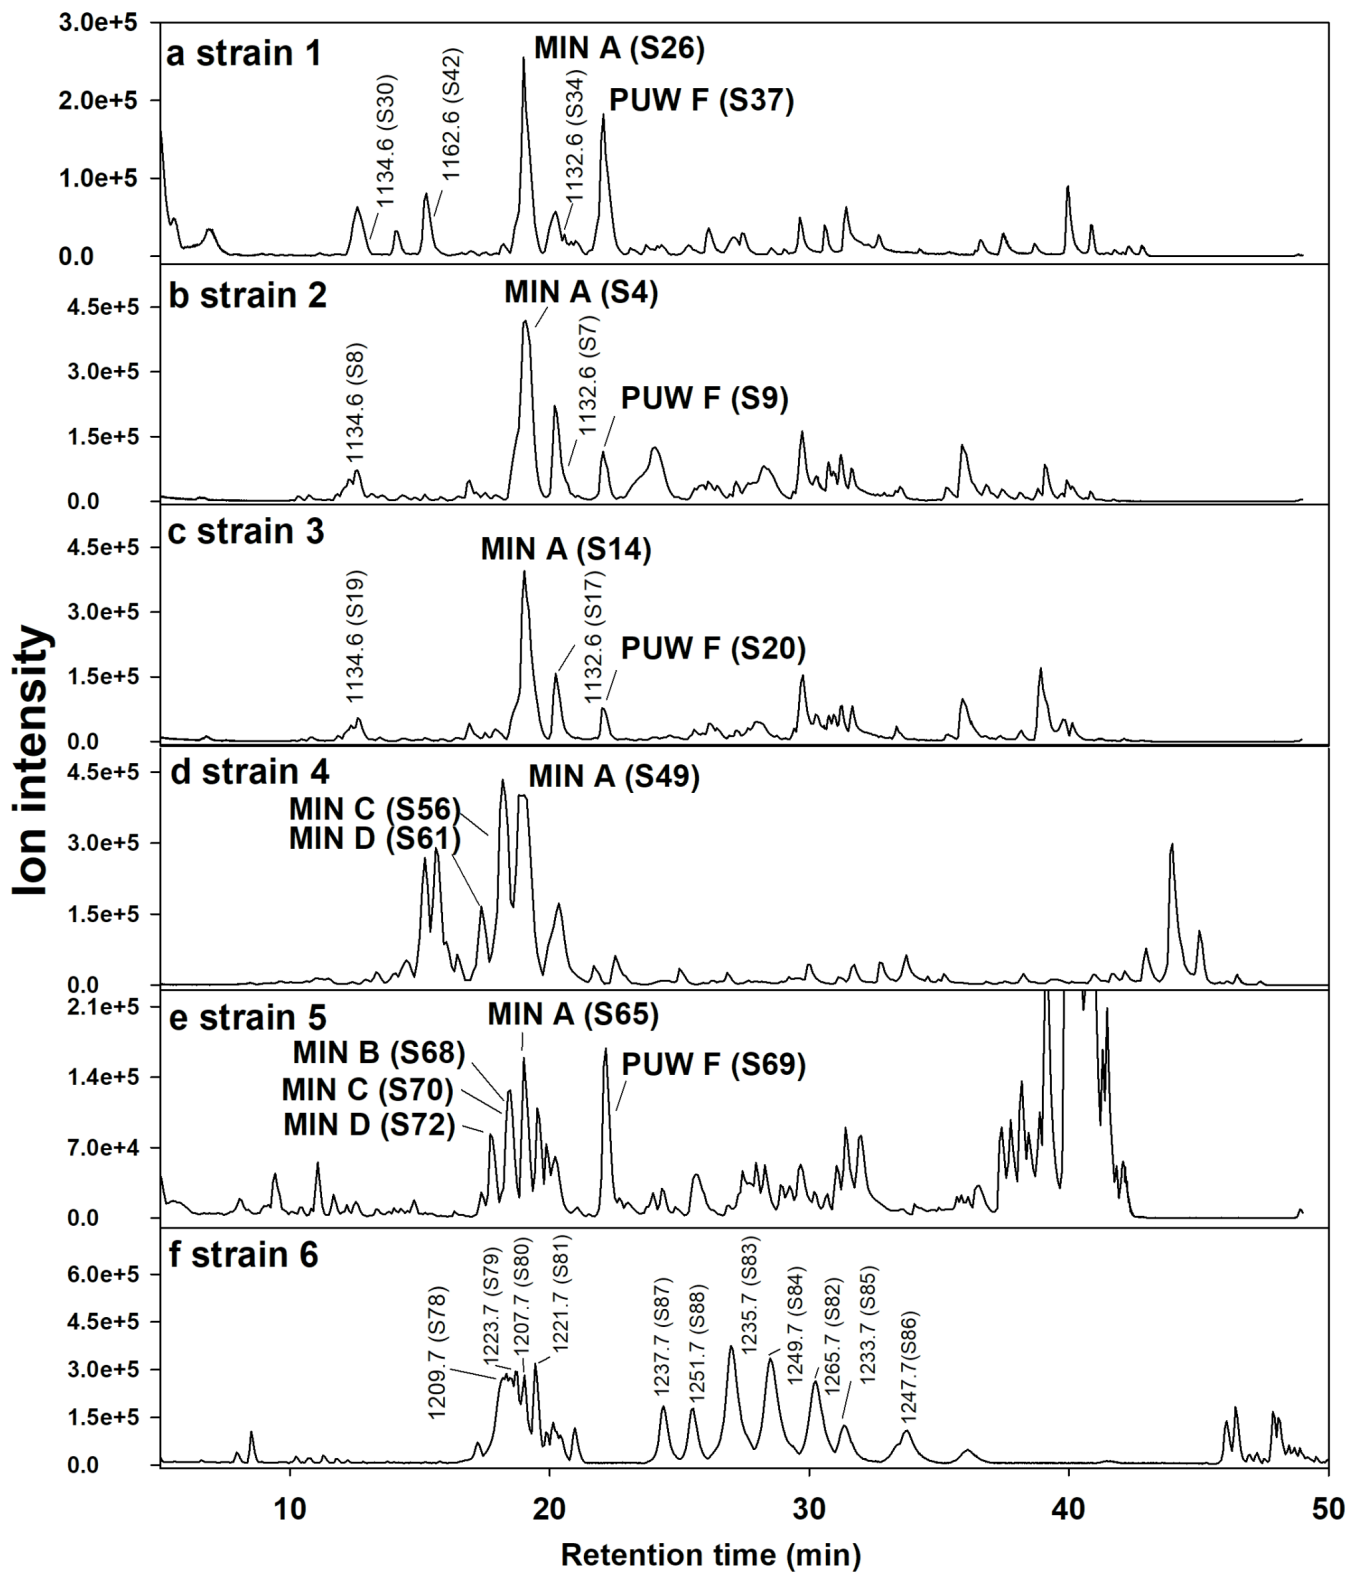 Ion intensity
3.0e+5
2.0e+5
1.0e+5
0.0
a strain 1
1134.6 (S30)
1162.6 (S42)
MIN A (S26)
1132.6 (S34)
PUW F (S37)
4.5e+5
3.0e+5
1.5e+5
0.0
b strain 2
1134.6 (S8)
MIN A (S4)
1132.6 (S7)
PUW F (S9)
4.5e+5
3.0e+5
1.5e+5
0.0
c strain 3
1134.6 (S19)
MIN A (S14)
1132.6 (S17)
PUW F (S20)
4.5e+5
3.0e+5
1.5e+5
0.0
d strain 4
MIN A (S49)
MIN C (S56)
MIN D (S61)
2.1e+5
1.4e+5
7.0e+4
0.0
e strain 5
MIN A (S65)
MIN B (S68)
MIN C (S70)
MIN D (S72)
PUW F (S69)
6.0e+5
4.5e+5
3.0e+5
1.5e+5
0.0
f strain 6
1209.7 (S78)
1223.7 (S79)
1207.7 (S80)
1221.7 (S81)
1237.7 (S87)
1251.7 (S88)
1235.7 (S83)
1249.7 (S84)
1265.7 (S82)
1233.7 (S85)
1247.7(S86)
10
20
30
40
50
Retention time (min)